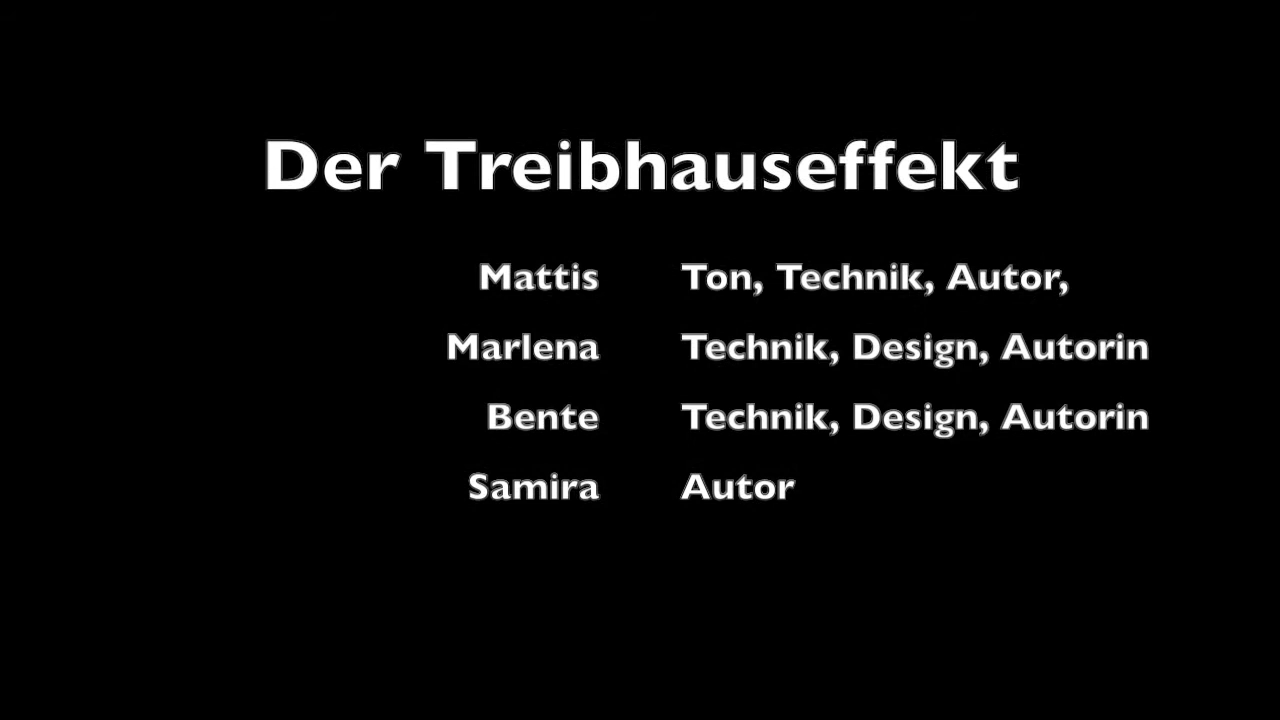 Der Treibhauseffekt
Mattis Ton, Technik, Autor,
Marlena Technik, Design, Autorin
Bente Technik, Design, Autorin
Samira Autor